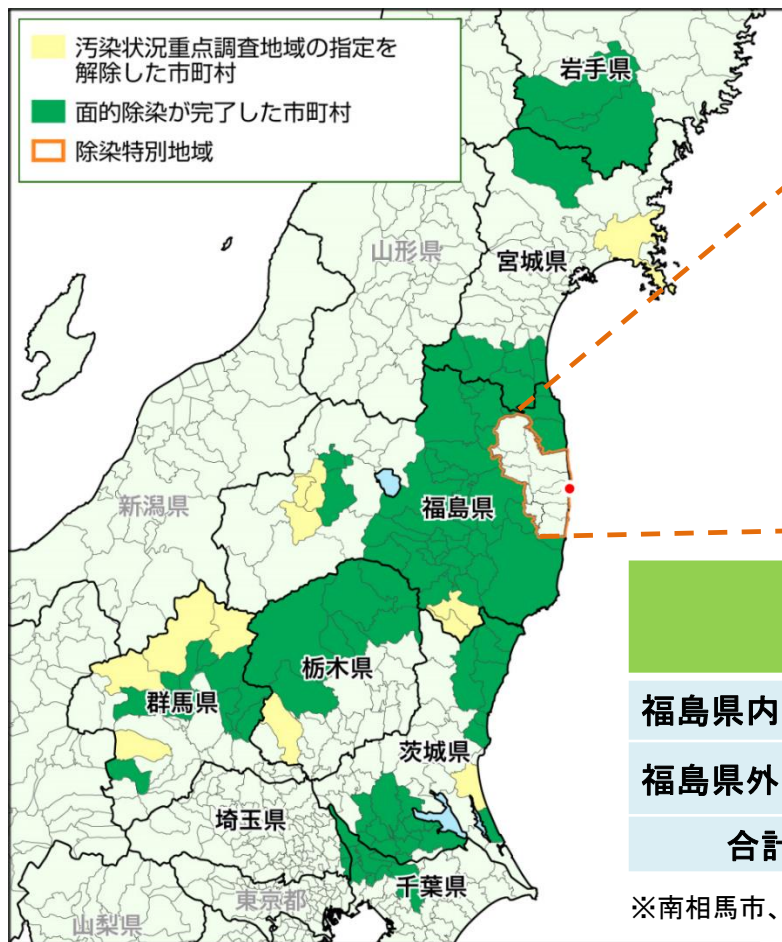 汚染状況重点調査地域の指定を
解除した市町村
面的除染が完了した市町村
除染特別地域
岩手県
山形県
宮城県
新潟県
福島県
栃木県
群馬県
茨城県
埼玉県
千葉県
東京都
山梨県
福島県内
福島県外
合計
※南相馬市、